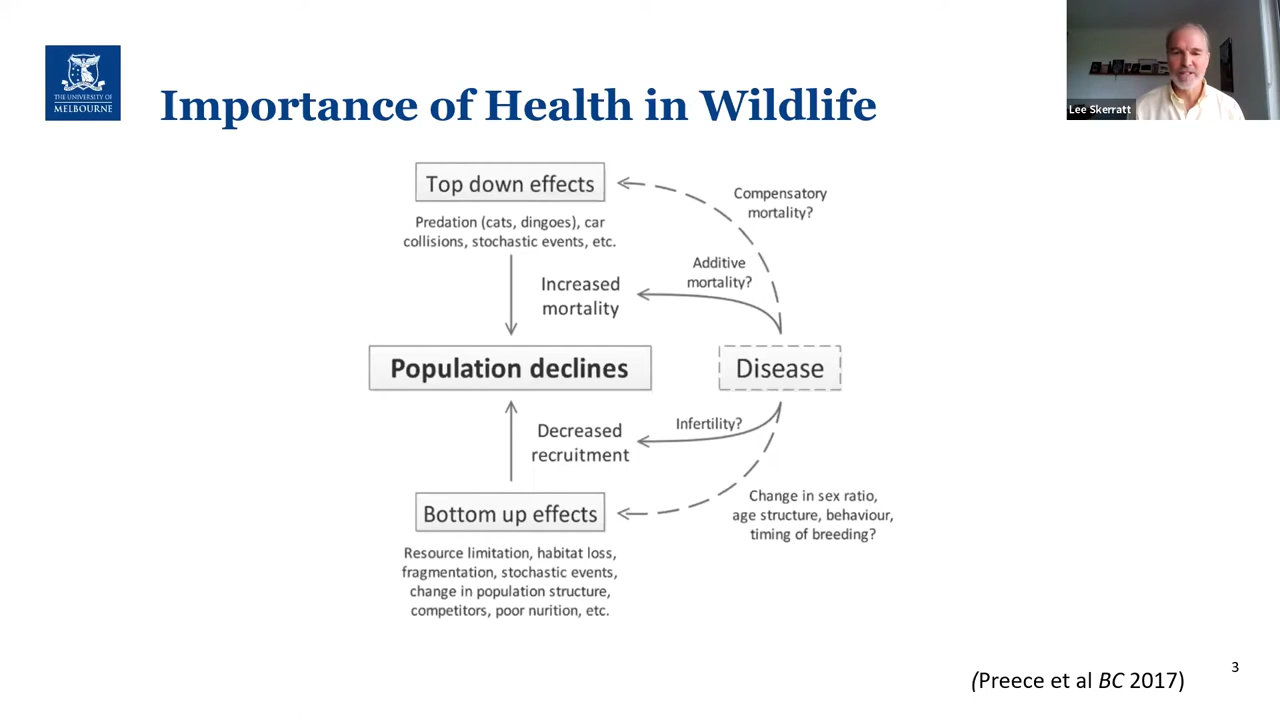 THE UNIVERSITY OF
MELBOURNE
Importance of Health in Wildlife
Lee Skerratt
Top down effects
Predation (cats, dingoes), car
collisions, stochastic events, etc.
Compensatory
mortality?
Additive
mortality?
Increased
mortality
Population declines
Disease
Decreased
recruitment
Infertility?
Bottom up effects
Resource limitation, habitat loss,
fragmentation, stochastic events,
change in population structure,
competitors, poor nurition, etc.
Change in sex ratio,
age structure, behaviour,
timing of breeding?
3
(Preece et al BC 2017)